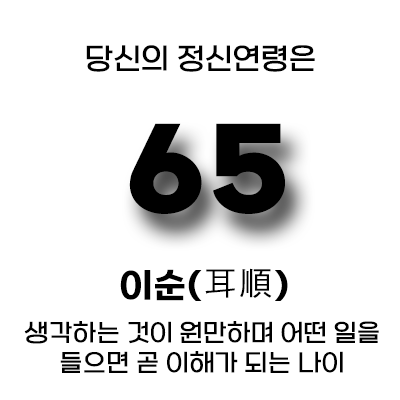 당신의 정신연령은
65
이순(耳順)
생각하는 것이 원만하며 어떤 일을
들으면 곧 이해가 되는 나이